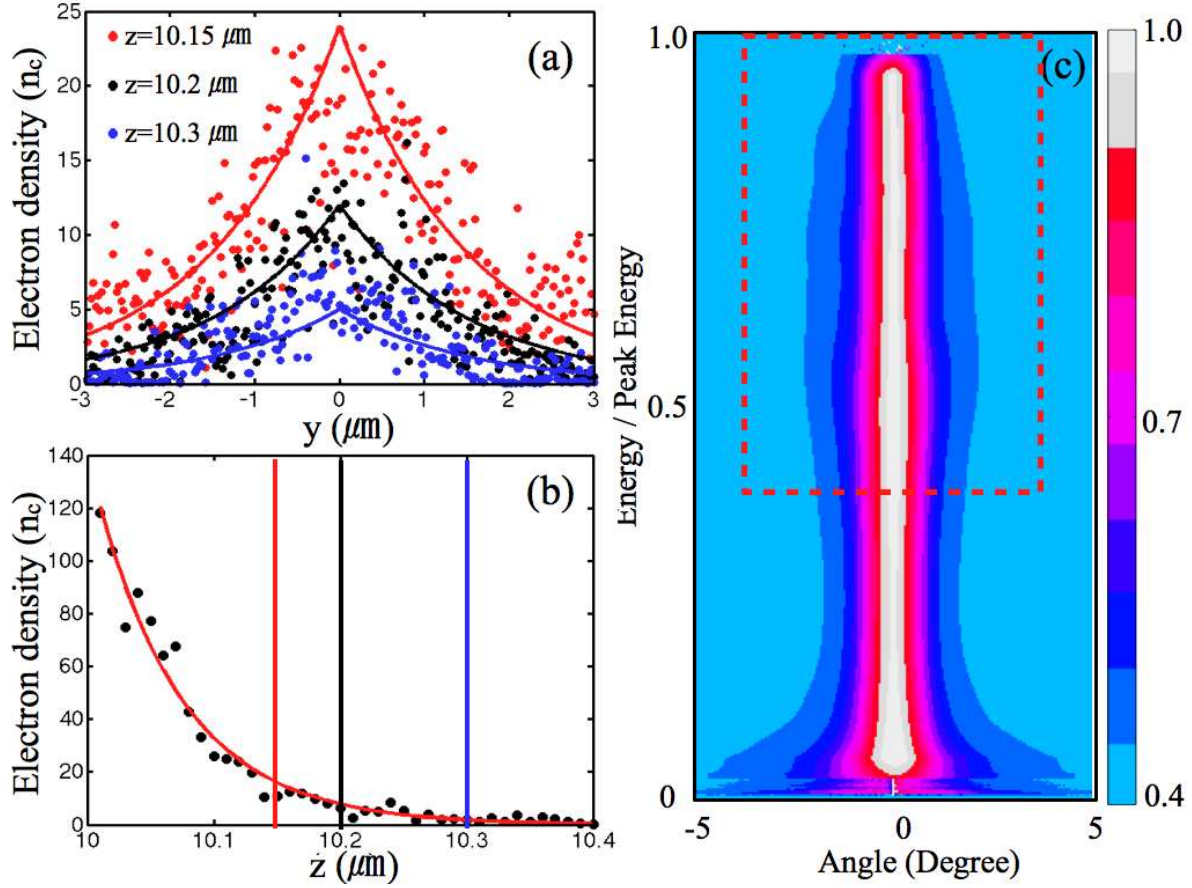 25
20
15
10
5
0
z=10.15 μm
z=10.2 μm
z=10.3 μm
(a)
Electron density (nc)
-3
-2
-1
0
1
2
3
y (μm)
140
120
100
80
60
40
20
0
(b)
Electron density (nc)
10
10.1
10.2
10.3
10.4
z (μm)
1.0
0.5
0
(c)
Energy / Peak Energy
-5
0
5
Angle (Degree)
1.0
0.7
0.4